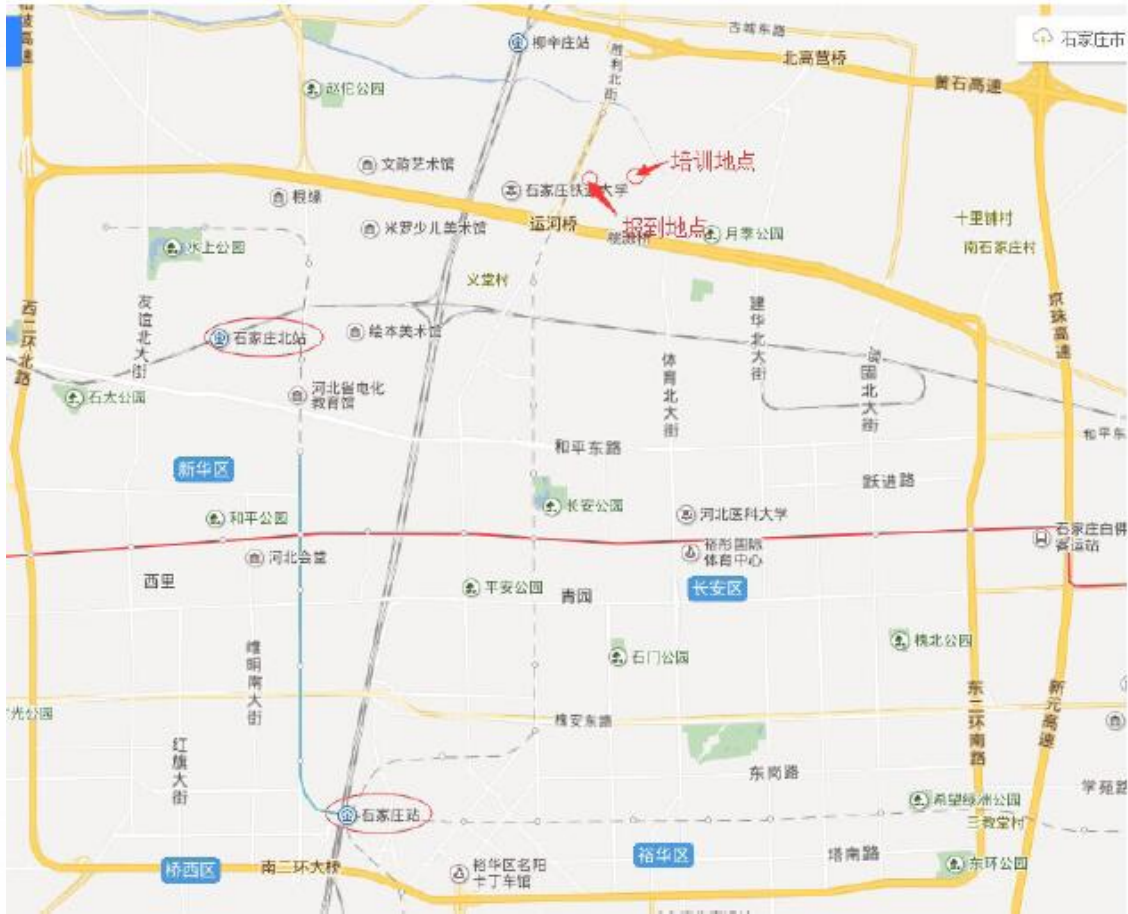 柳辛庄站
胜利北街
古城东路
石家庄市
北高营桥
黄石高速
赵佗公园
文韵艺术馆
培训地点
石家庄铁道大学
根缘
报到地点
米罗少儿美术馆
运河桥
月季公园
十里铺村
南石家庄村
水上公园
义堂村
西二环北路
友谊北大街
石家庄北站
绘本美术馆
体育北大街
建华北大街
京珠高速
石太公园
河北省电化
教育馆
和平东路
和平东
新华区
跃进路
长安公园
和平公园
河北医科大学
河北会堂
裕彤国际
体育中心
石家庄白佛
客运站
西里
平安公园
青园
长安区
维明南大街
石门公园
槐北公园
光公园
槐安东路
东二环南路
新元高速
红旗大街
东岗路
学苑路
石家庄站
希望绿洲公园
三教堂村
桥西区
南二环大桥
裕华区名阳
卡丁车馆
裕华区
塔南路
东环公园